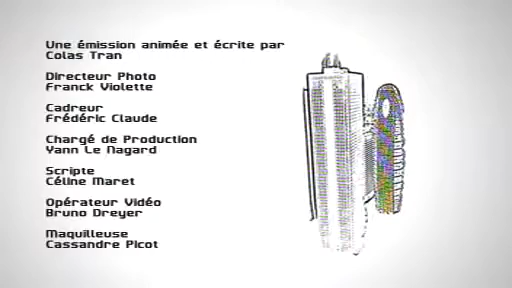 Une émission animée et écrite par
Colas Tran
Directeur Photo
Franck Violette
Cadreur
Frédéric Claude
Chargé de Production
Yann Le Nagard
Scripte
Céline Maret
Opérateur Vidéo
Bruno Dreyer
Maquilleuse
Cassandre Picot